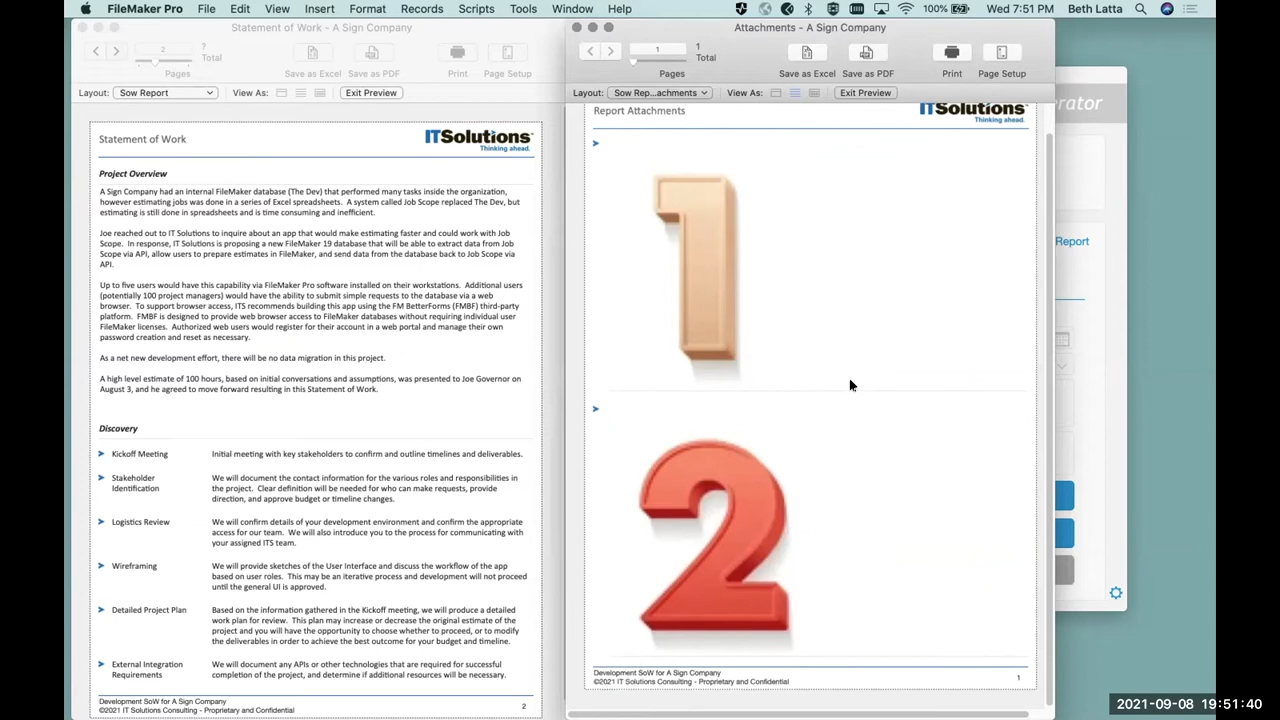 FileMaker Pro File Edit View Insert Format Records Scripts Tools Window Help 100% Wed 7:51 PM Beth Latta
Statement of Work - A Sign Company
2
?
Total
Pages
Save as Excel Save as PDF Print Page Setup
Layout: Sow Report View As: Exit Preview
Statement of Work
ITSolutions
Thinking ahead.
Project Overview
A Sign Company had an internal FileMaker database (The Dev) that performed many tasks inside the organization,
however estimating jobs was done in a series of Excel spreadsheets. A system called Job Scope replaced The Dev, but
estimating is still done in spreadsheets and is time consuming and inefficient.
Joe reached out to IT Solutions to inquire about an app that would make estimating faster and could work with Job
Scope. In response, IT Solutions is proposing a new FileMaker 19 database that will be able to extract data from Job
Scope via API, allow users to prepare estimates in FileMaker, and send data from the database back to Job Scope via
API.
Up to five users would have this capability via FileMaker Pro software installed on their workstations. Additional users
(potentially 100 project managers) would have the ability to submit simple requests to the database via a web
browser. To support browser access, ITS recommends building this app using the FM BetterForms (FMBF) third-party
platform. FMBF is designed to provide web browser access to FileMaker databases without requiring individual user
FileMaker licenses. Authorized web users would register for their account in a web portal and manage their own
password creation and reset as necessary.
As a net new development effort, there will be no data migration in this project.
A high level estimate of 100 hours, based on initial conversations and assumptions, was presented to Joe Governor on
August 3, and he agreed to move forward resulting in this Statement of Work.
Discovery
Kickoff Meeting Initial meeting with key stakeholders to confirm and outline timelines and deliverables.
Stakeholder We will document the contact information for the various roles and responsibilities in
Identification the project. Clear definition will be needed for who can make requests, provide
direction, and approve budget or timeline changes.
Logistics Review We will confirm details of your development environment and confirm the appropriate
access for our team. We will also introduce you to the process for communicating with
your assigned ITS team.
Wireframing We will provide sketches of the User Interface and discuss the workflow of the app
based on user roles. This may be an iterative process and development will not proceed
until the general UI is approved.
Detailed Project Plan Based on the information gathered in the Kickoff meeting, we will produce a detailed
work plan for review. This plan may increase or decrease the original estimate of the
project and you will have the opportunity to choose whether to proceed, or to modify
the deliverables in order to achieve the best outcome for your budget and timeline.
External Integration We will document any APIs or other technologies that are required for successful
Requirements completion of the project, and determine if additional resources will be necessary.
Development SoW for A Sign Company
©2021 IT Solutions Consulting - Proprietary and Confidential 2
Attachments - A Sign Company
1
1
Total
Pages
Save as Excel Save as PDF Print Page Setup
Layout: Sow Rep...achments View As: Exit Preview
Report Attachments
ITSolutions
Thinking ahead.
1
2
Development SoW for A Sign Company
©2021 IT Solutions Consulting - Proprietary and Confidential 1
Report
2021-09-08 19:51:40